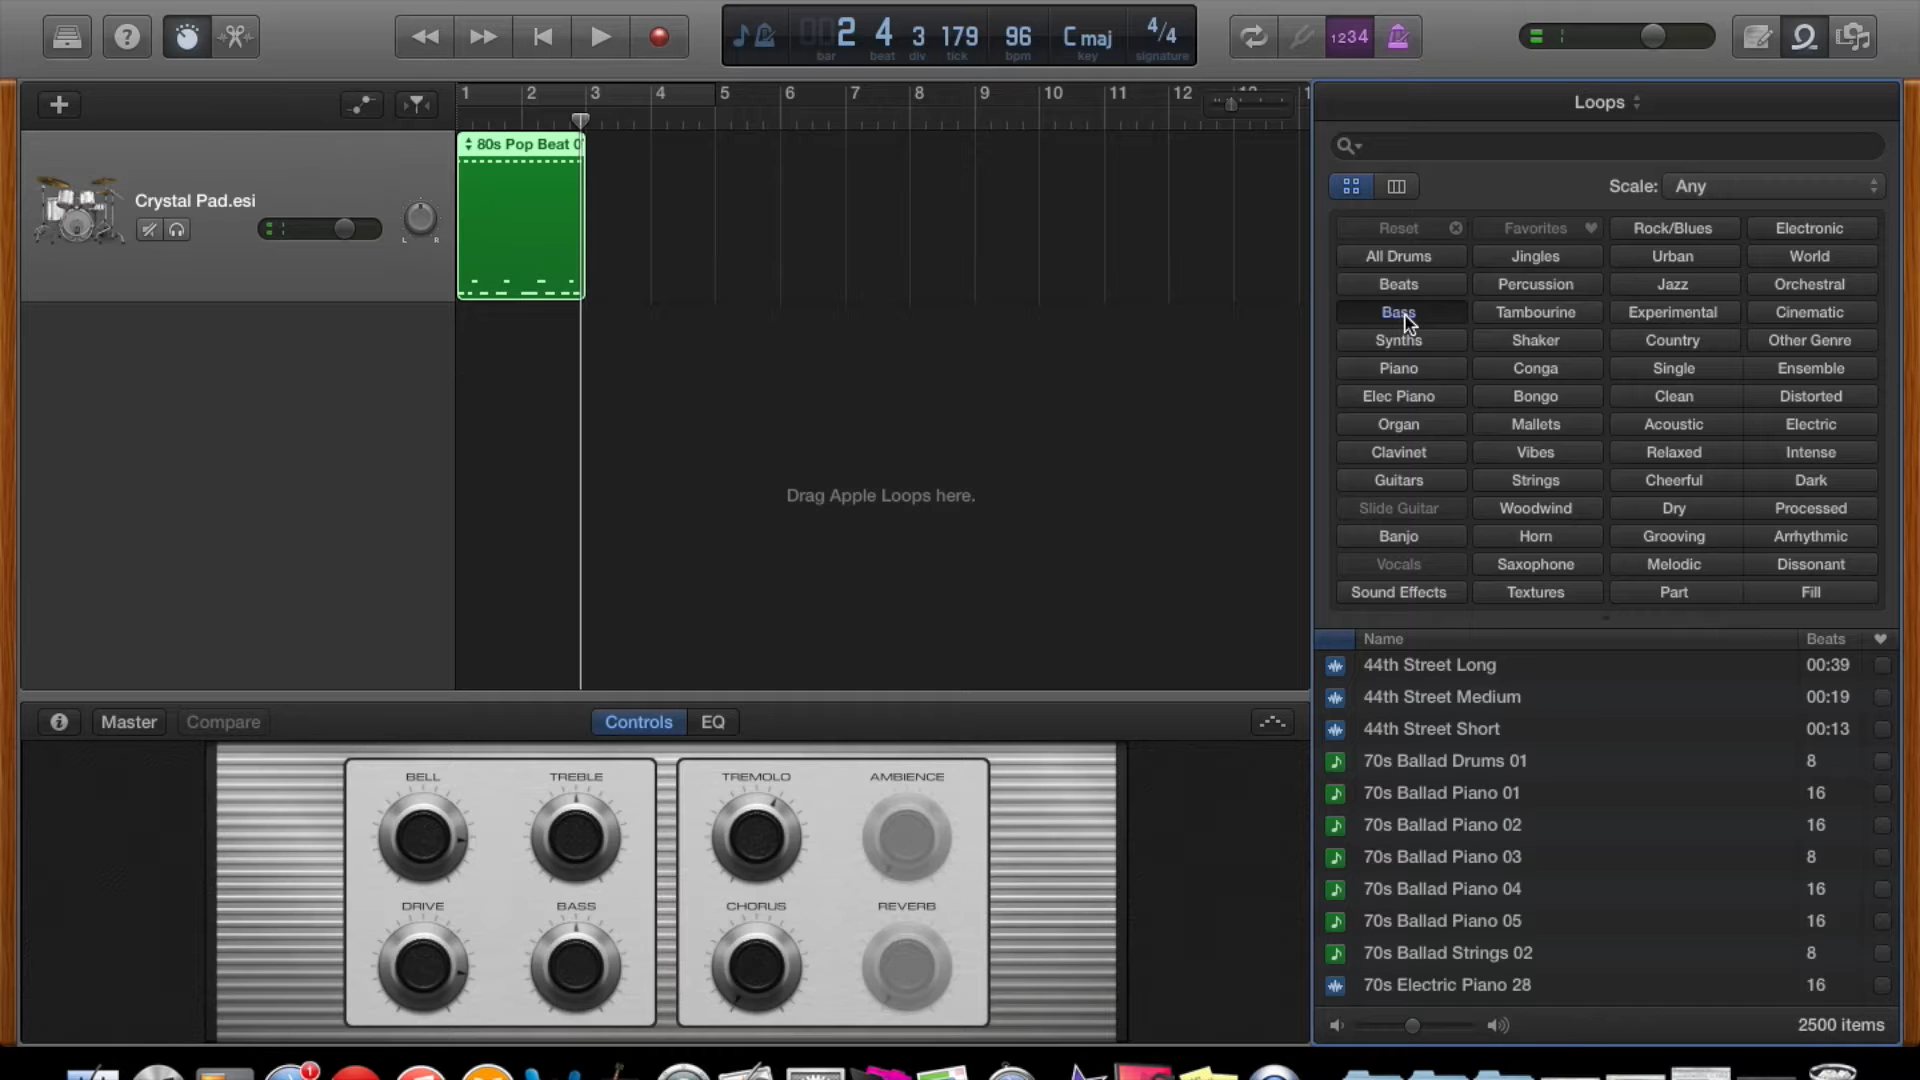 2 4 3 179 96 C maj 4/4
bar beat div tick bpm key signature
1234
1 2 3 4 5 6 7 8 9 10 11 12
Loops
80s Pop Beat 0
Crystal Pad.esi
L R
Scale: Any
Reset Favorites Rock/Blues Electronic
All Drums Jingles Urban World
Beats Percussion Jazz Orchestral
Bass Tambourine Experimental Cinematic
Synths Shaker Country Other Genre
Piano Conga Single Ensemble
Elec Piano Bongo Clean Distorted
Organ Mallets Acoustic Electric
Clavinet Vibes Relaxed Intense
Guitars Strings Cheerful Dark
Slide Guitar Woodwind Dry Processed
Banjo Horn Grooving Arrhythmic
Vocals Saxophone Melodic Dissonant
Sound Effects Textures Part Fill
Drag Apple Loops here.
Name Beats
44th Street Long 00:39
44th Street Medium 00:19
44th Street Short 00:13
70s Ballad Drums 01 8
70s Ballad Piano 01 16
70s Ballad Piano 02 16
70s Ballad Piano 03 8
70s Ballad Piano 04 16
70s Ballad Piano 05 16
70s Ballad Strings 02 8
70s Electric Piano 28 16
2500 items
Master Compare Controls EQ
BELL TREBLE TREMOLO AMBIENCE
DRIVE BASS CHORUS REVERB
1